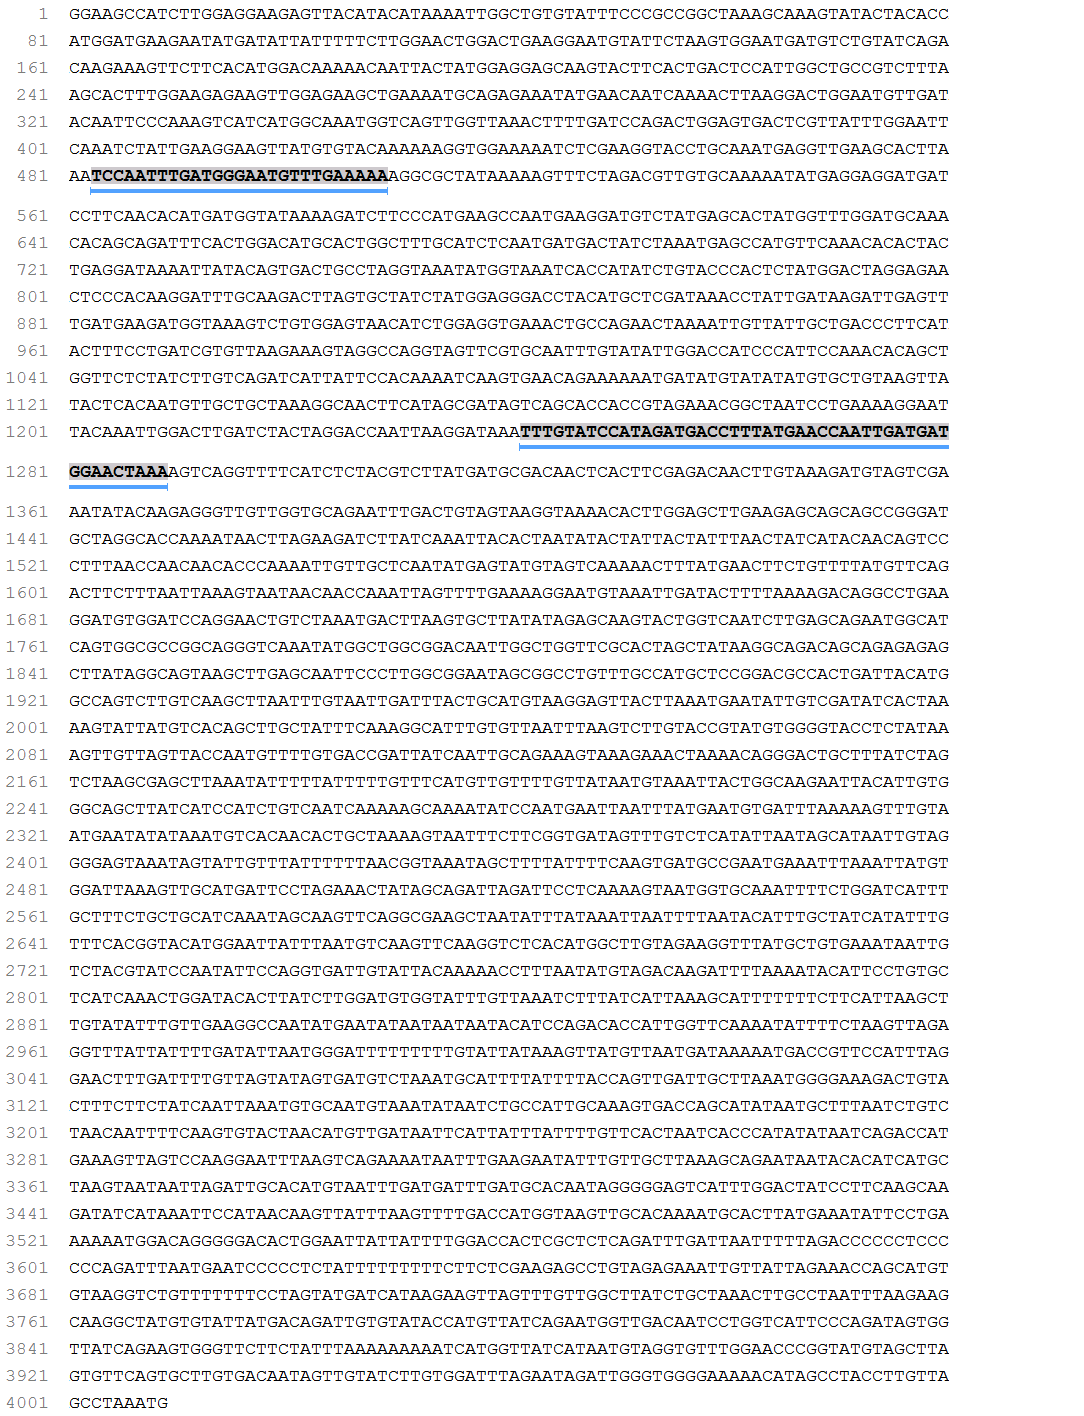 1 GGAAGCCATCTTGGAGGAAGAGTTACATACATAAAATTGGCTGTGTATTTCCCGCCGGCTAAAGCAAAGTATACTACACC
81 ATGGATGAAGAATATGATATTATTTTTCTTGGAACTGGACTGAAGGAATGTATTCTAAGTGGAATGATGTCTGTATCAGA
161 CAAGAAAGTTCTTCACATGGACAAAAACAATTACTATGGAGGAGCAAGTACTTCACTGACTCCATTGGCTGCCGTCTTTA
241 AGCACTTTGGAAGAGAAGTTGGAGAAGCTGAAAATGCAGAGAAATATGAACAATCAAAACTTAAGGACTGGAATGTTGAT
321 ACAATTCCCAAAGTCATCATGGCAAATGGTCAGTTGGTTAAACTTTTGATCCAGACTGGAGTGACTCGTTATTTGGAATT
401 CAAATCTATTGAAGGAAGTTATGTGTACAAAAAAGGTGGAAAAATCTCGAAGGTACCTGCAAATGAGGTTGAAGCACTTA
481 AATCCAATTTGATGGGAATGTTTGAAAAAAGGCGCTATAAAAAGTTTCTAGACGTTGTGCAAAAATATGAGGAGGATGAT
561 CCTTCAACACATGATGGTATAAAAGATCTTCCCATGAAGCCAATGAAGGATGTCTATGAGCACTATGGTTTGGATGCAAA
641 CACAGCAGATTTCACTGGACATGCACTGGCTTTGCATCTCAATGATGACTATCTAAATGAGCCATGTTCAAACACACTAC
721 TGAGGATAAAATTATACAGTGACTGCCTAGGTAAATATGGTAAATCACCATATCTGTACCCACTCTATGGACTAGGAGAA
801 CTCCCACAAGGATTTGCAAGACTTAGTGCTATCTATGGAGGGACCTACATGCTCGATAAACCTATTGATAAGATTGAGTT
881 TGATGAAGATGGTAAAGTCTGTGGAGTAACATCTGGAGGTGAAACTGCCAGAACTAAAATTGTTATTGCTGACCCTTCAT
961 ACTTTCCTGATCGTGTTAAGAAAGTAGGCCAGGTAGTTCGTGCAATTTGTATATTGGACCATCCCATTCCAAACACAGCT
1041 GGTTCTCTATCTTGTCAGATCATTATTCCACAAAATCAAGTGAACAGAAAAAATGATATGTATATATGTGCTGTAAGTTA
1121 TACTCACAATGTTGCTGCTAAAGGCAACTTCATAGCGATAGTCAGCACCACCGTAGAAACGGCTAATCCTGAAAAGGAAT
1201 TACAAATTGGACTTGATCTACTAGGACCAATTAAGGATAAATTTGTATCCATAGATGACCTTTATGAACCAATTGATGAT
1281 GGAACTAAAAGTCAGGTTTTCATCTCTACGTCTTATGATGCGACAACTCACTTCGAGACAACTTGTAAAGATGTAGTCGA
1361 AATATACAAGAGGGTTGTTGGTGCAGAATTTGACTGTAGTAAGGTAAAACACTTGGAGCTTGAAGAGCAGCAGCCGGGAT
1441 GCTAGGCACCAAAATAACTTAGAAGATCTTATCAAATTACACTAATATACTATTACTATTTAACTATCATACAACAGTCC
1521 CTTTAACCAACAACACCCAAAATTGTTGCTCAATATGAGTATGTAGTCAAAAACTTTATGAACTTCTGTTTTATGTTCAG
1601 ACTTCTTTAATTAAAGTAATAACAACCAAATTAGTTTTGAAAAGGAATGTAAATTGATACTTTTAAAAGACAGGCCTGAA
1681 GGATGTGGATCCAGGAACTGTCTAAATGACTTAAGTGCTTATATAGAGCAAGTACTGGTCAATCTTGAGCAGAATGGCAT
1761 CAGTGGCGCCGGCAGGGTCAAATATGGCTGGCGGACAATTGGCTGGTTCGCACTAGCTATAAGGCAGACAGCAGAGAGAG
1841 CTTATAGGCAGTAAGCTTGAGCAATTCCCTTGGCGGAATAGCGGCCTGTTTGCCATGCTCCGGACGCCACTGATTACATG
1921 GCCAGTCTTGTCAAGCTTAATTTGTAATTGATTTACTGCATGTAAGGAGTTACTTAAATGAATATTGTCGATATCACTAA
2001 AAGTATTATGTCACAGCTTGCTATTTCAAAGGCATTTGTGTTAATTTAAGTCTTGTACCGTATGTGGGGTACCTCTATAA
2081 AGTTGTTAGTTACCAATGTTTTGTGACCGATTATCAATTGCAGAAAGTAAAGAAACTAAAACAGGGACTGCTTTATCTAG
2161 TCTAAGCGAGCTTAAATATTTTTATTTTTGTTTCATGTTGTTTTGTTATAATGTAAATTACTGGCAAGAATTACATTGTG
2241 GGCAGCTTATCATCCATCTGTCAATCAAAAAGCAAAATATCCAATGAATTAATTTATGAATGTGATTTAAAAAGTTTGTA
2321 ATGAATATATAAATGTCACAACACTGCTAAAAGTAATTTCTTCGGTGATAGTTTGTCTCATATTAATAGCATAATTGTAG
2401 GGGAGTAAATAGTATTGTTTATTTTTTAACGGTAAATAGCTTTTATTTTCAAGTGATGCCGAATGAAATTTAAATTATGT
2481 GGATTAAAGTTGCATGATTCCTAGAAACTATAGCAGATTAGATTCCTCAAAAGTAATGGTGCAAATTTTCTGGATCATTT
2561 GCTTTCTGCTGCATCAAATAGCAAGTTCAGGCGAAGCTAATATTTATAAATTAATTTTAATACATTTGCTATCATATTTG
2641 TTTCACGGTACATGGAATTATTTAATGTCAAGTTCAAGGTCTCACATGGCTTGTAGAAGGTTTATGCTGTGAAATAATTG
2721 TCTACGTATCCAATATTCCAGGTGATTGTATTACAAAAACCTTTAATATGTAGACAAGATTTTAAAATACATTCCTGTGC
2801 TCATCAAACTGGATACACTTATCTTGGATGTGGTATTTGTTAAATCTTTATCATTAAAGCATTTTTTTCTTCATTAAGCT
2881 TGTATATTTGTTGAAGGCCAATATGAATATAATAATAATACATCCAGACACCATTGGTTCAAAATATTTTCTAAGTTAGA
2961 GGTTTATTATTTTGATATTAATGGGATTTTTTTTTGTATTATAAAGTTATGTTAATGATAAAAATGACCGTTCCATTTAG
3041 GAACTTTGATTTTGTTAGTATAGTGATGTCTAAATGCATTTTATTTTACCAGTTGATTGCTTAAATGGGGAAAGACTGTA
3121 CTTTCTTCTATCAATTAAATGTGCAATGTAAATATAATCTGCCATTGCAAAGTGACCAGCATATAATGCTTTAATCTGTC
3201 TAACAATTTTCAAGTGTACTAACATGTTGATAATTCATTATTTATTTTGTTCACTAATCACCCATATATAATCAGACCAT
3281 GAAAGTTAGTCCAAGGAATTTAAGTCAGAAAATAATTTGAAGAATATTTGTTGCTTAAAGCAGAATAATACACATCATGC
3361 TAAGTAATAATTAGATTGCACATGTAATTTGATGATTTGATGCACAATAGGGGGAGTCATTTGGACTATCCTTCAAGCAA
3441 GATATCATAAATTCCATAACAAGTTATTTAAGTTTTGACCATGGTAAGTTGCACAAAATGCACTTATGAAATATTCCTGA
3521 AAAAATGGACAGGGGGACACTGGAATTATTATTTTGGACCACTCGCTCTCAGATTTGATTAATTTTTAGACCCCCCTCCC
3601 CCCAGATTTAATGAATCCCCCTCTATTTTTTTTTCTTCTCGAAGAGCCTGTAGAGAAATTGTTATTAGAAACCAGCATGT
3681 GTAAGGTCTGTTTTTTTCCTAGTATGATCATAAGAAGTTAGTTTGTTGGCTTATCTGCTAAACTTGCCTAATTTAAGAAG
3761 CAAGGCTATGTGTATTATGACAGATTGTGTATACCATGTTATCAGAATGGTTGACAATCCTGGTCATTCCCAGATAGTGG
3841 TTATCAGAAGTGGGTTCTTCTATTTAAAAAAAAATCATGGTTATCATAATGTAGGTGTTTGGAACCCGGTATGTAGCTTA
3921 GTGTTCAGTGCTTGTGACAATAGTTGTATCTTGTGGATTTAGAATAGATTGGGTGGGGAAAAACATAGCCTACCTTGTTA
4001 GCCTAAATG